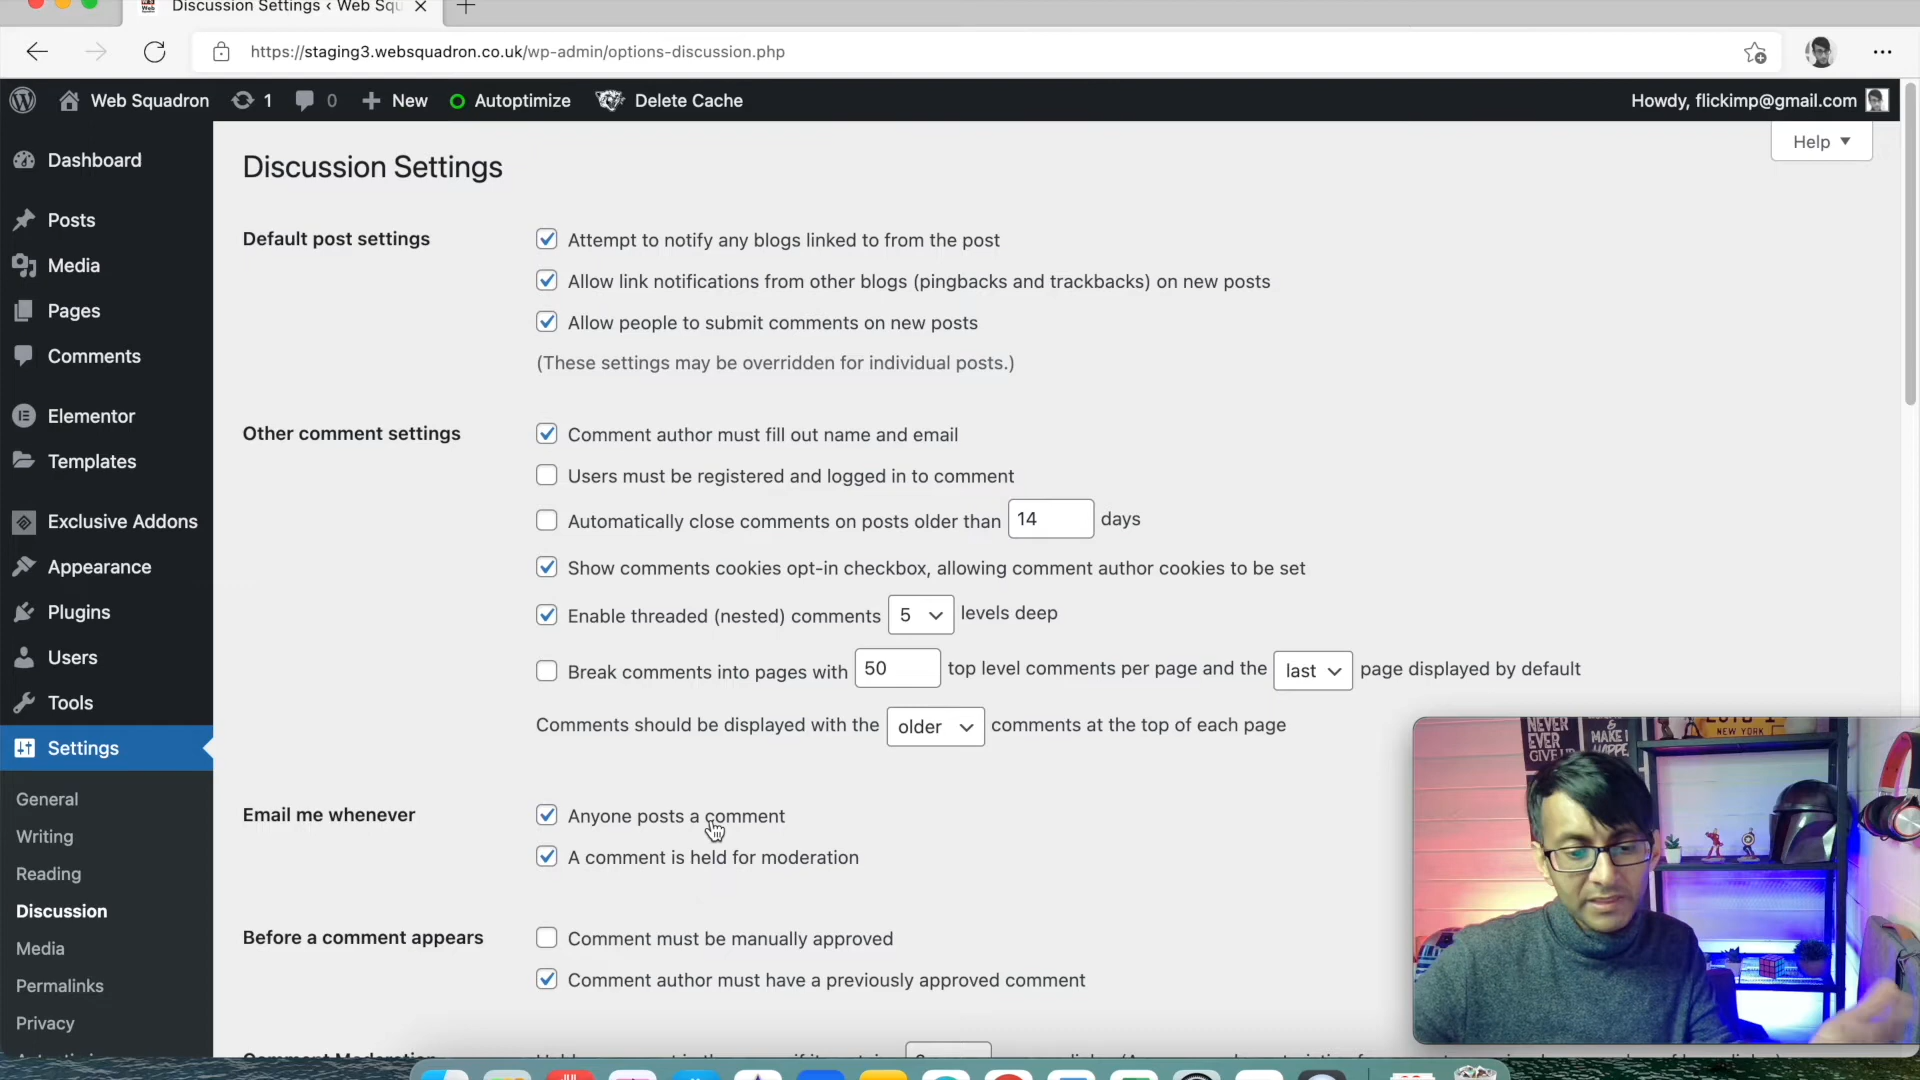 Discussion Settings ‹ Web Squ
https://staging3.websquadron.co.uk/wp-admin/options-discussion.php
Web Squadron 1 0 New Autoptimize Delete Cache Howdy, flickimp@gmail.com
Help
Dashboard
Posts
Media
Pages
Comments
Elementor
Templates
Exclusive Addons
Appearance
Plugins
Users
Tools
Settings
General
Writing
Reading
Discussion
Media
Permalinks
Privacy
Discussion Settings
Default post settings
Attempt to notify any blogs linked to from the post
Allow link notifications from other blogs (pingbacks and trackbacks) on new posts
Allow people to submit comments on new posts
(These settings may be overridden for individual posts.)
Other comment settings
Comment author must fill out name and email
Users must be registered and logged in to comment
Automatically close comments on posts older than 14 days
Show comments cookies opt-in checkbox, allowing comment author cookies to be set
Enable threaded (nested) comments 5 levels deep
Break comments into pages with 50 top level comments per page and the last page displayed by default
Comments should be displayed with the older comments at the top of each page
Email me whenever
Anyone posts a comment
A comment is held for moderation
Before a comment appears
Comment must be manually approved
Comment author must have a previously approved comment
NEVER
EVER
GIVE UP
MAKE I
HAPPE
NEW YORK